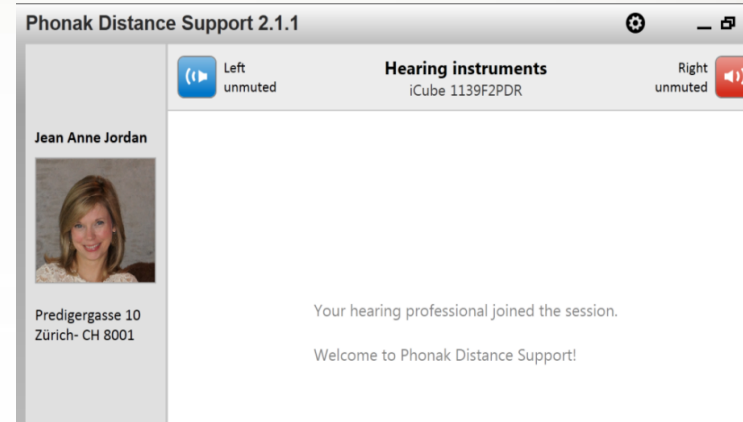 Phonak Distance Support 2.1.1
Left
unmuted
Hearing instruments
iCube 1139F2PDR
Right
unmuted
Jean Anne Jordan
Predigergasse 10
Zürich- CH 8001
Your hearing professional joined the session.
Welcome to Phonak Distance Support!